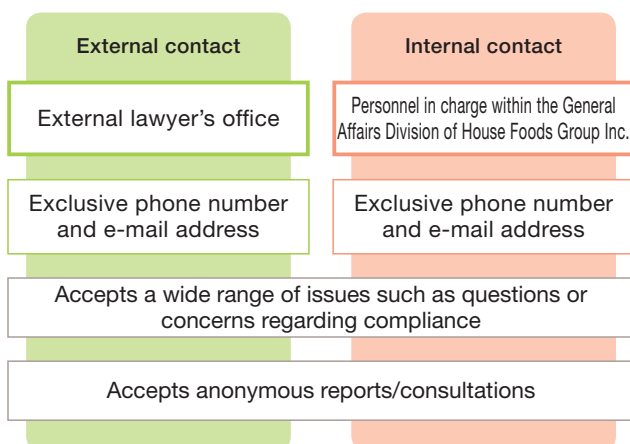 External contact
Internal contact
External lawyer's office
Personnel in charge within the General
Affairs Division of House Foods Group Inc.
Exclusive phone number
and e-mail address
Exclusive phone number
and e-mail address
Accepts a wide range of issues such as questions or
concerns regarding compliance
Accepts anonymous reports/consultations